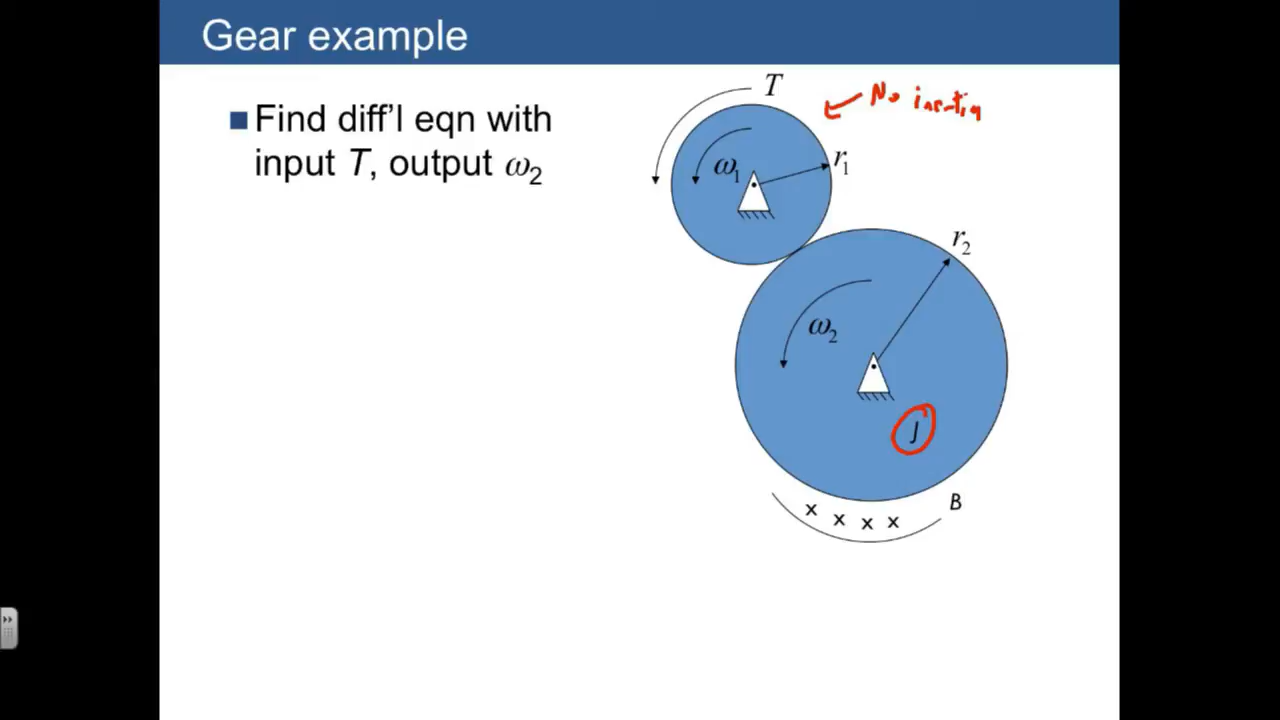 Gear example
Find diff'l eqn with
input T, output ω₂
T
No inertia
ω₁
r₁
r₂
ω₂
J
B
x x x x